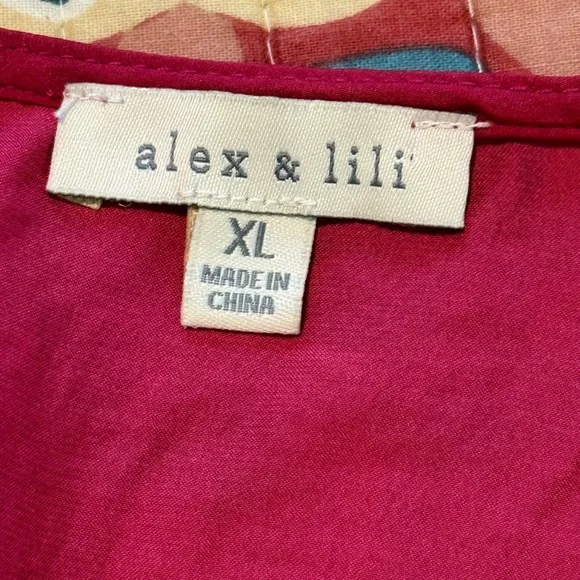 alex & lili
XL
MADE IN
CHINA